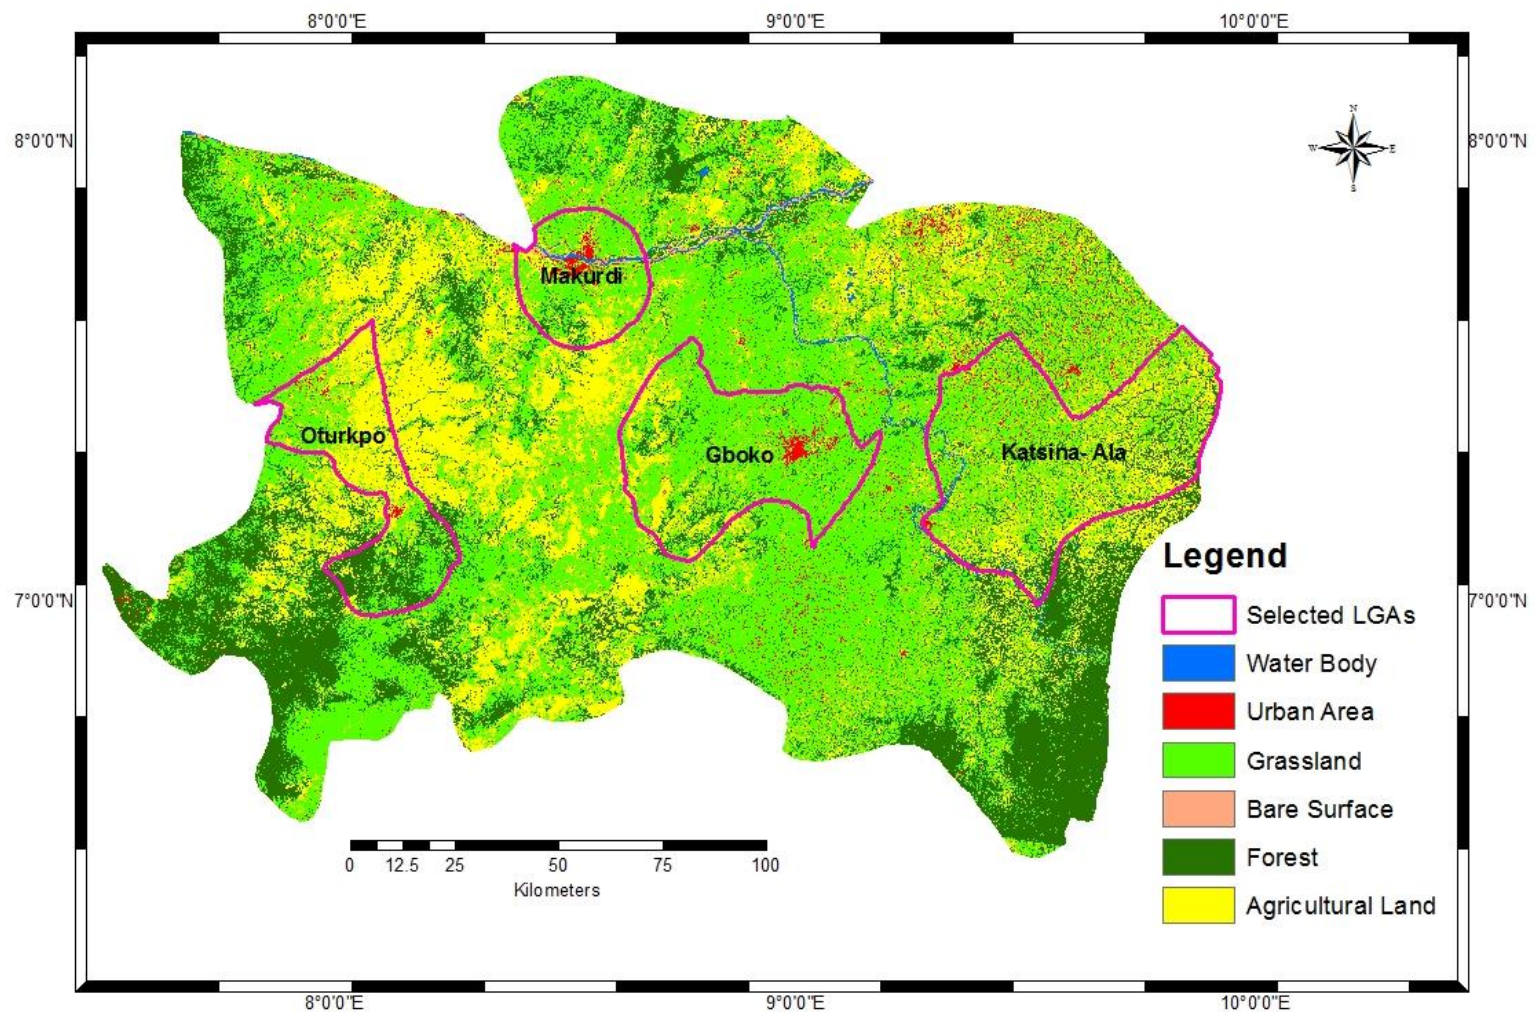 8°0'0"E 9°0'0"E 10°0'0"E
8°0'0"N 8°0'0"N
N
W E
S
Makurdi
Oturkpo
Gboko
Katsina- Ala
Legend
7°0'0"N 7°0'0"N
Selected LGAs
Water Body
Urban Area
Grassland
Bare Surface
Forest
Agricultural Land
0 12.5 25 50 75 100
Kilometers
8°0'0"E 9°0'0"E 10°0'0"E